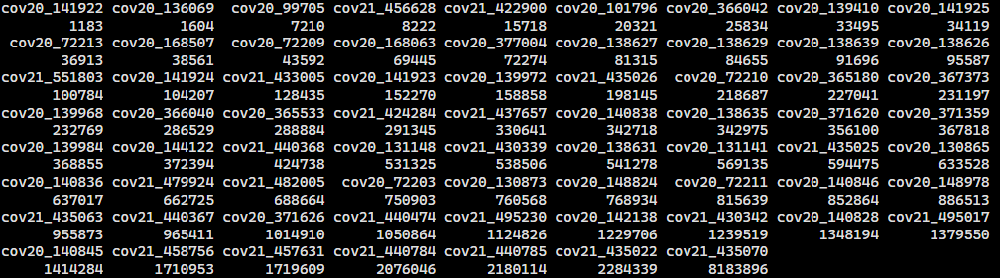 cov20_141922 cov20_136069 cov20_99705 cov21_456628 cov21_422900 cov20_101796 cov20_366042 cov20_139410 cov20_141925
1183 1604 7210 8222 15718 20321 25834 33495 34119
cov20_72213 cov20_168507 cov20_72209 cov20_168063 cov20_377004 cov20_138627 cov20_138629 cov20_138639 cov20_138626
36913 38561 43592 69445 72274 81315 84655 91696 95587
cov21_551803 cov20_141924 cov21_433005 cov20_141923 cov20_139972 cov21_435026 cov20_72210 cov20_365180 cov20_367373
100784 104207 128435 152270 158858 198145 218687 227041 231197
cov20_139968 cov20_366040 cov20_365533 cov21_424284 cov21_437657 cov20_140838 cov20_138635 cov20_371620 cov20_371359
232769 286529 288884 291345 330641 342718 342975 356100 367818
cov20_139984 cov20_144122 cov21_440368 cov20_131148 cov21_430339 cov20_138631 cov20_131141 cov21_435025 cov20_130865
368855 372394 424738 531325 538506 541278 569135 594475 633528
cov20_140836 cov21_479924 cov21_482005 cov20_72203 cov20_130873 cov20_148824 cov20_72211 cov20_140846 cov20_148978
637017 662725 688664 750903 760568 768934 815639 852864 886513
cov21_435063 cov21_440367 cov20_371626 cov21_440474 cov21_495230 cov20_142138 cov21_430342 cov20_140828 cov21_495017
955873 965411 1014910 1050864 1124826 1229706 1239519 1348194 1379550
cov20_140845 cov21_458756 cov21_457631 cov21_440784 cov21_440785 cov21_435022 cov21_435070
1414284 1710953 1719609 2076046 2180114 2284339 8183896